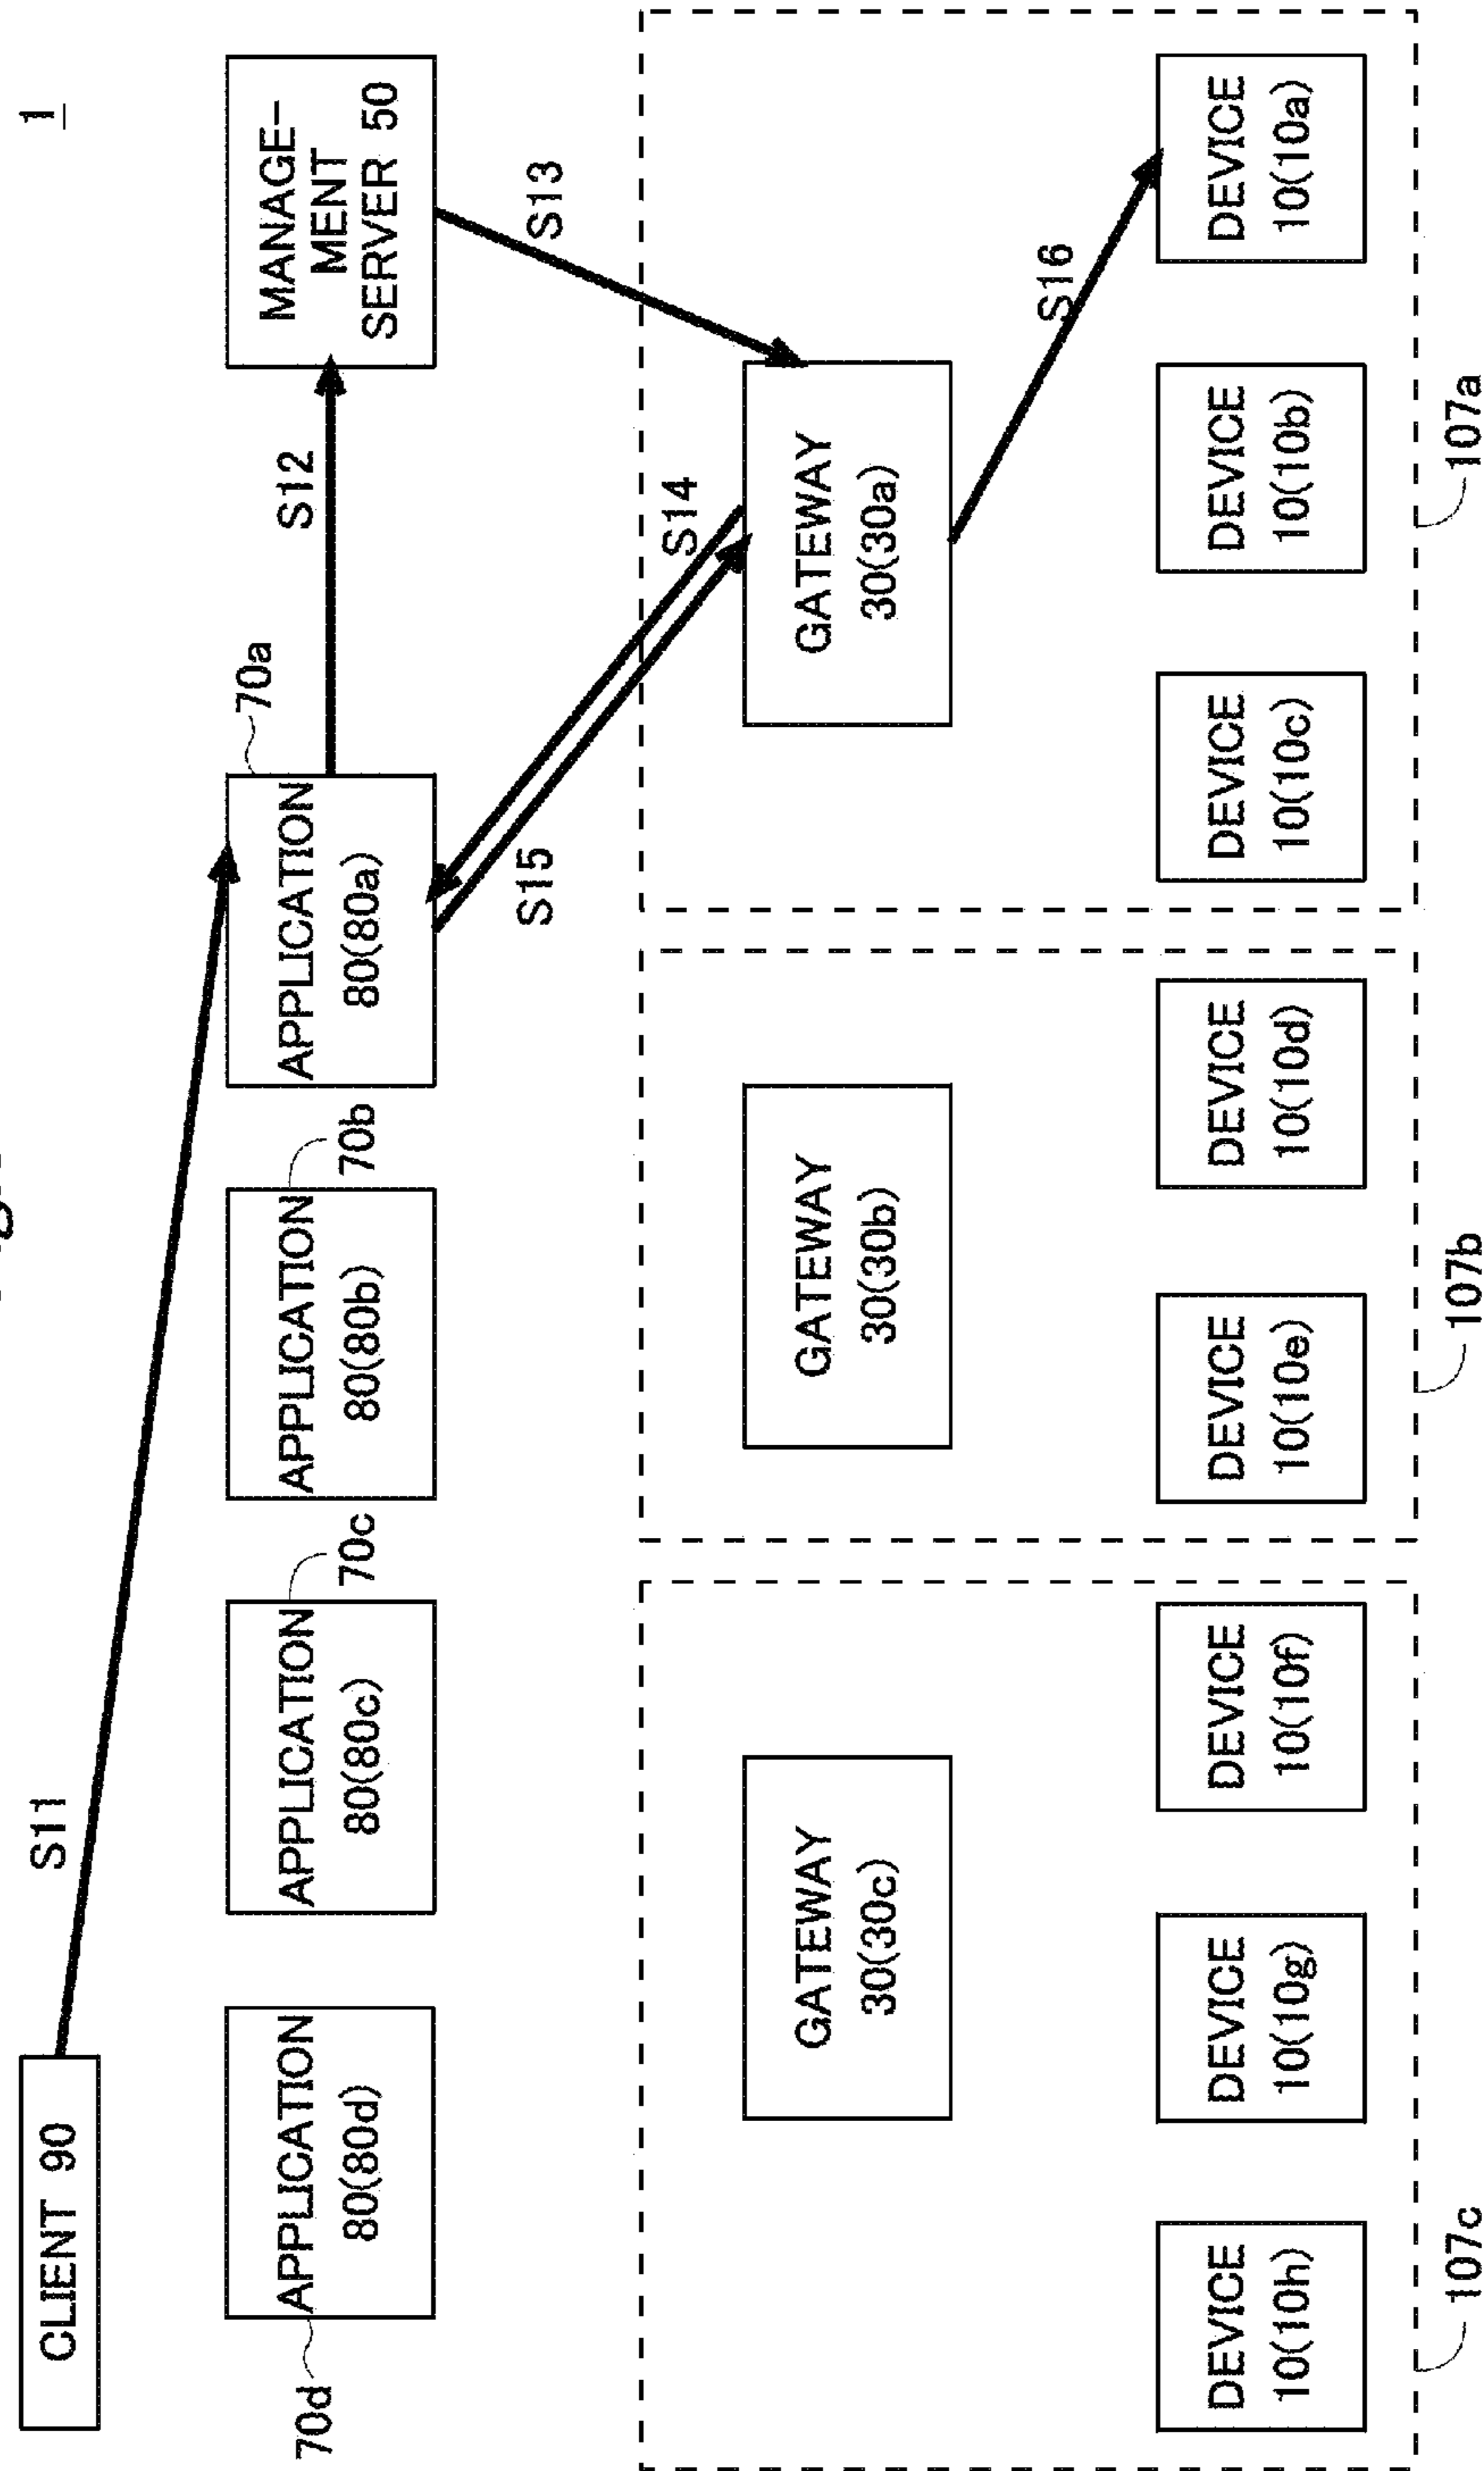 1
CLIENT 90
S11
APPLICATION
80(80d)
70d
APPLICATION
80(80c)
70c
APPLICATION
80(80b)
70b
APPLICATION
80(80a)
70a
S12
MANAGE-
MENT
SERVER 50
S13
S14
S15
GATEWAY
30(30c)
GATEWAY
30(30b)
GATEWAY
30(30a)
S16
DEVICE
10(10h)
DEVICE
10(10g)
DEVICE
10(10f)
DEVICE
10(10e)
DEVICE
10(10d)
DEVICE
10(10c)
DEVICE
10(10b)
DEVICE
10(10a)
107c
107b
107a